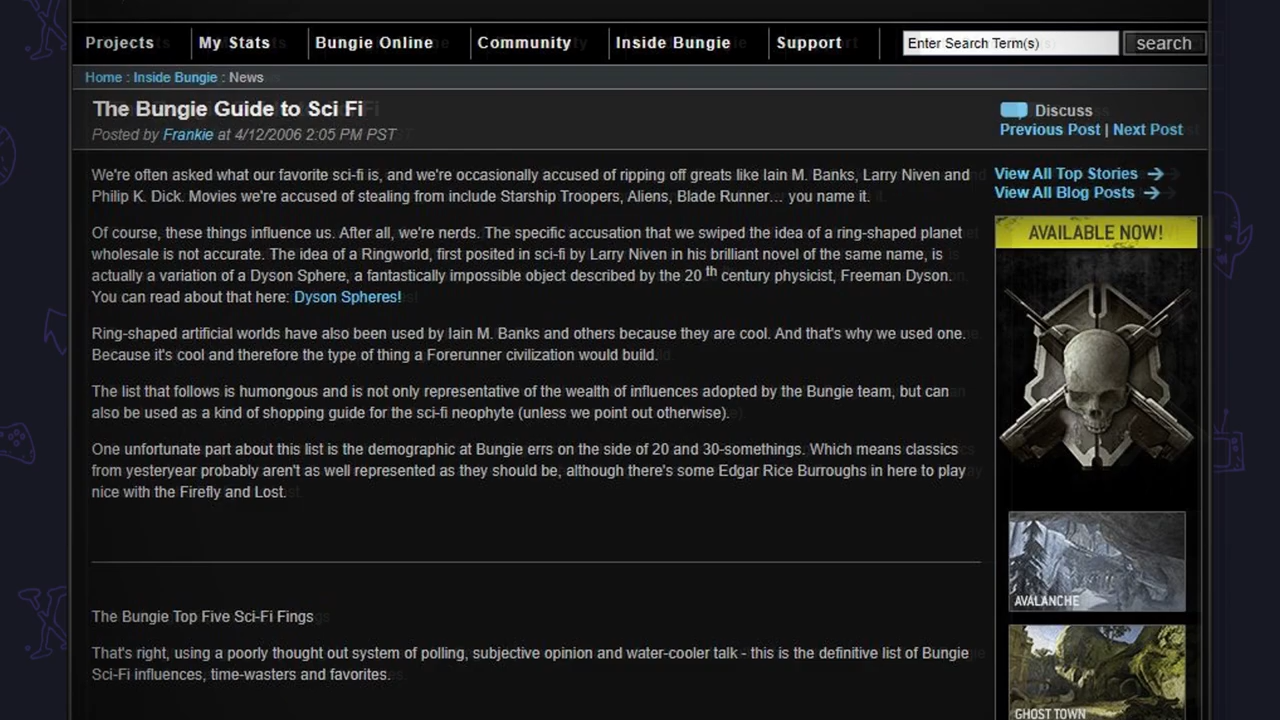 Projects My Stats Bungie Online Community Inside Bungie Support Enter Search Term(s) search
Home : Inside Bungie : News
The Bungie Guide to Sci Fi
Posted by Frankie at 4/12/2006 2:05 PM PST
Discuss
Previous Post | Next Post
We're often asked what our favorite sci-fi is, and we're occasionally accused of ripping off greats like Iain M. Banks, Larry Niven and
Philip K. Dick. Movies we're accused of stealing from include Starship Troopers, Aliens, Blade Runner… you name it.
Of course, these things influence us. After all, we're nerds. The specific accusation that we swiped the idea of a ring-shaped planet
wholesale is not accurate. The idea of a Ringworld, first posited in sci-fi by Larry Niven in his brilliant novel of the same name, is
actually a variation of a Dyson Sphere, a fantastically impossible object described by the 20 th century physicist, Freeman Dyson.
You can read about that here: Dyson Spheres!
Ring-shaped artificial worlds have also been used by Iain M. Banks and others because they are cool. And that's why we used one.
Because it's cool and therefore the type of thing a Forerunner civilization would build.
The list that follows is humongous and is not only representative of the wealth of influences adopted by the Bungie team, but can
also be used as a kind of shopping guide for the sci-fi neophyte (unless we point out otherwise).
One unfortunate part about this list is the demographic at Bungie errs on the side of 20 and 30-somethings. Which means classics
from yesteryear probably aren't as well represented as they should be, although there's some Edgar Rice Burroughs in here to play
nice with the Firefly and Lost.
The Bungie Top Five Sci-Fi Fings
That's right, using a poorly thought out system of polling, subjective opinion and water-cooler talk - this is the definitive list of Bungie
Sci-Fi influences, time-wasters and favorites.
View All Top Stories
View All Blog Posts
AVAILABLE NOW!
AVALANCHE
GHOST TOWN